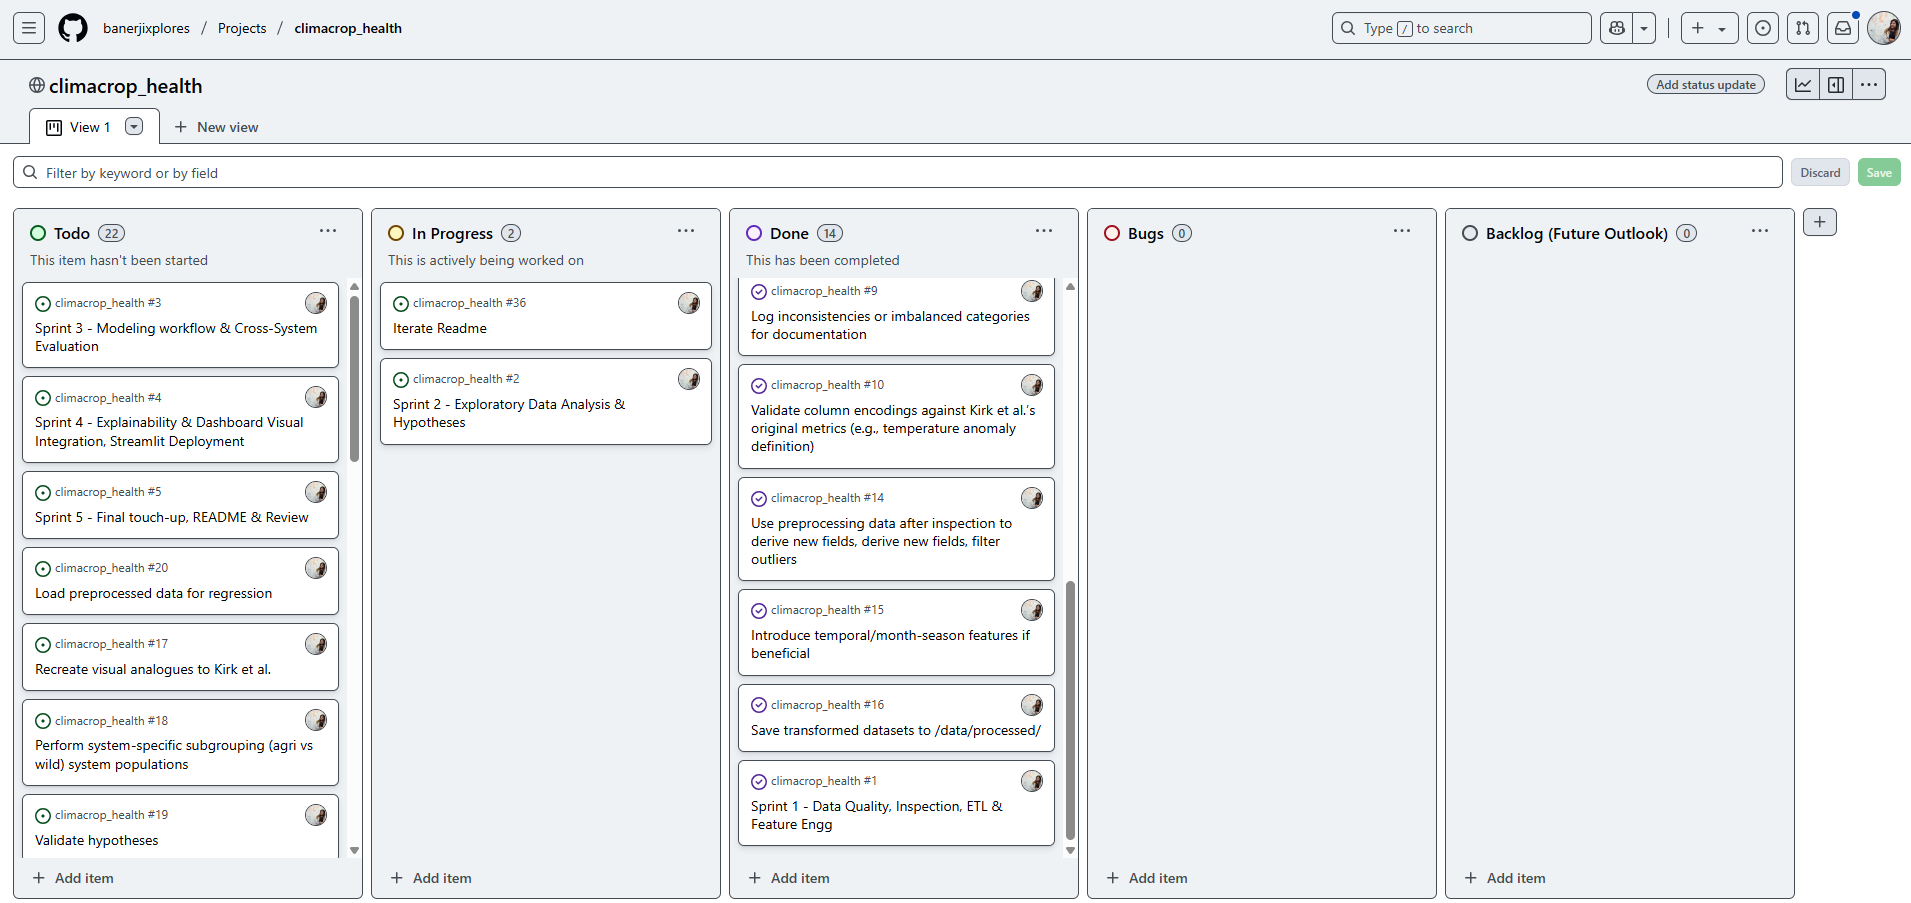 banerjixplores / Projects / climacrop_health
Type / to search
climacrop_health
Add status update
View 1
New view
Filter by keyword or by field
Discard
Save
Todo 22
This item hasn't been started
climacrop_health #3
Sprint 3 - Modeling workflow & Cross-System
Evaluation
climacrop_health #4
Sprint 4 - Explainability & Dashboard Visual
Integration, Streamlit Deployment
climacrop_health #5
Sprint 5 - Final touch-up, README & Review
climacrop_health #20
Load preprocessed data for regression
climacrop_health #17
Recreate visual analogues to Kirk et al.
climacrop_health #18
Perform system-specific subgrouping (agri vs
wild) system populations
climacrop_health #19
Validate hypotheses
Add item
In Progress 2
This is actively being worked on
climacrop_health #36
Iterate Readme
climacrop_health #2
Sprint 2 - Exploratory Data Analysis &
Hypotheses
Add item
Done 14
This has been completed
climacrop_health #9
Log inconsistencies or imbalanced categories
for documentation
climacrop_health #10
Validate column encodings against Kirk et al.'s
original metrics (e.g., temperature anomaly
definition)
climacrop_health #14
Use preprocessing data after inspection to
derive new fields, derive new fields, filter
outliers
climacrop_health #15
Introduce temporal/month-season features if
beneficial
climacrop_health #16
Save transformed datasets to /data/processed/
climacrop_health #1
Sprint 1 - Data Quality, Inspection, ETL &
Feature Engg
Add item
Bugs 0
Add item
Backlog (Future Outlook) 0
Add item